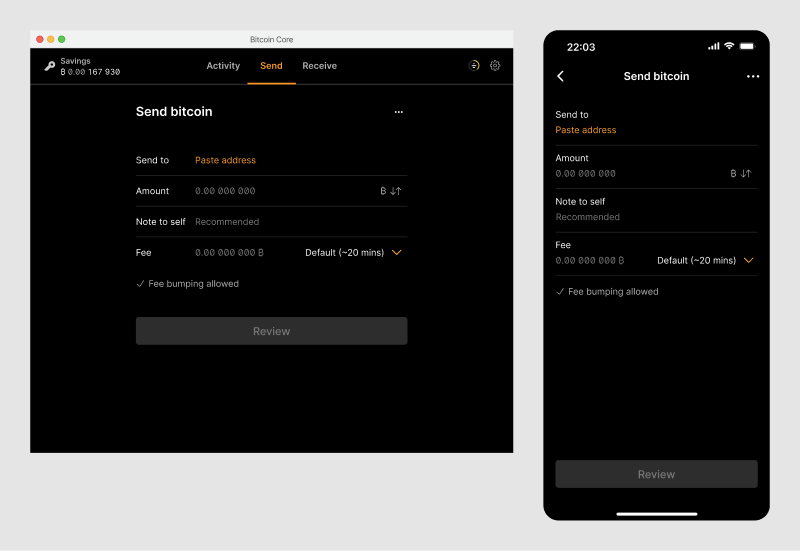 Bitcoin Core
Savings
₿ 0.00 167 930
Activity Send Receive
Send bitcoin
Send to Paste address
Amount 0.00 000 000 ₿
Note to self Recommended
Fee 0.00 000 000 ₿ Default (~20 mins)
Fee bumping allowed
Review
22:03
Send bitcoin
Send to
Paste address
Amount
0.00 000 000 ₿
Note to self
Recommended
Fee
0.00 000 000 ₿ Default (~20 mins)
Fee bumping allowed
Review